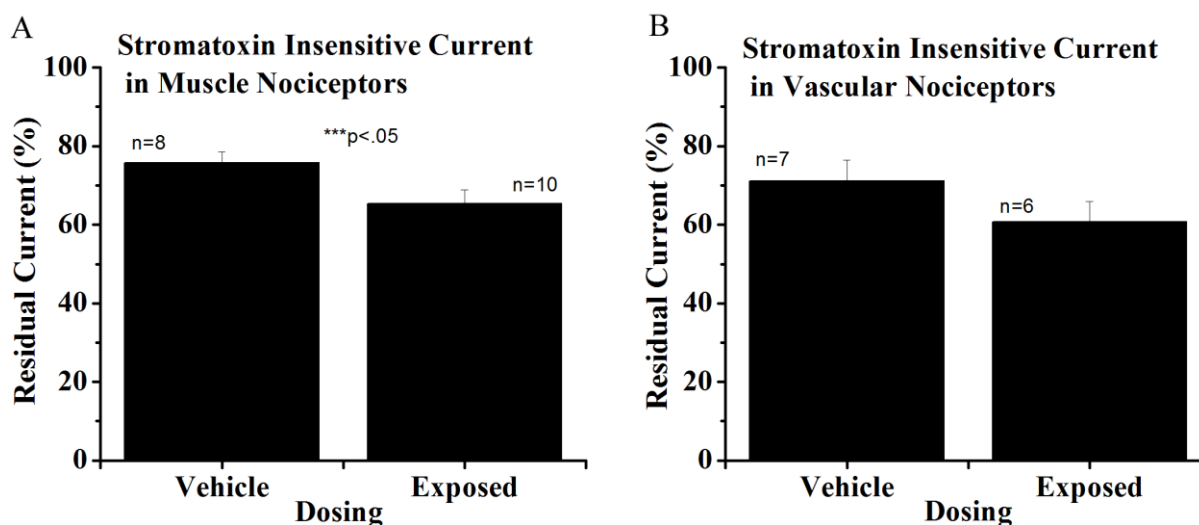 A
Stromatoxin Insensitive Current
in Muscle Nociceptors
Residual Current (%)
100
80
60
40
20
0
n=8
***p<.05
n=10
Vehicle
Exposed
Dosing
B
Stromatoxin Insensitive Current
in Vascular Nociceptors
Residual Current (%)
100
80
60
40
20
0
n=7
n=6
Vehicle
Exposed
Dosing